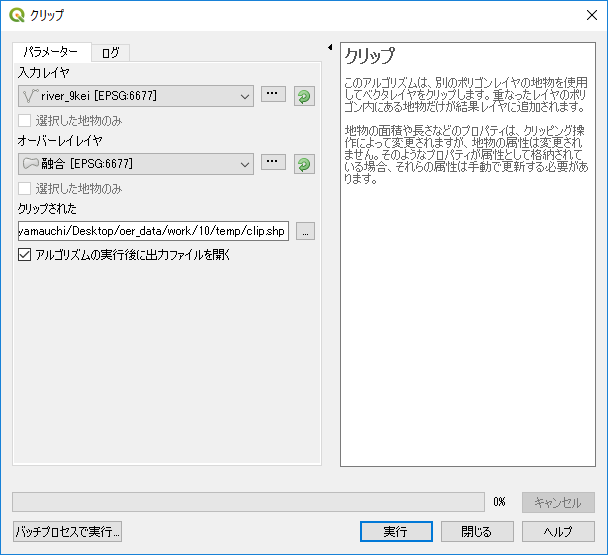 クリップ
パラメーター
ログ
入力レイヤ
river_9kei [EPSG:6677]
...
選択した地物のみ
オーバーレイレイヤ
融合 [EPSG:6677]
...
選択した地物のみ
クリップされた
yamauchi/Desktop/oer_data/work/10/temp/clip.shp
...
アルゴリズムの実行後に出力ファイルを開く
クリップ
このアルゴリズムは、別のポリゴンレイヤの地物を使用
してベクタレイヤをクリップします。重なったレイヤのポリ
ゴン内にある地物だけが結果レイヤに追加されます。
地物の面積や長さなどのプロパティは、クリッピング操
作によって変更されますが、地物の属性は変更されま
せん。そのようなプロパティが属性として格納されて
いる場合、それらの属性は手動で更新する必要があ
ります。
0%
キャンセル
バッチプロセスで実行...
実行
閉じる
ヘルプ